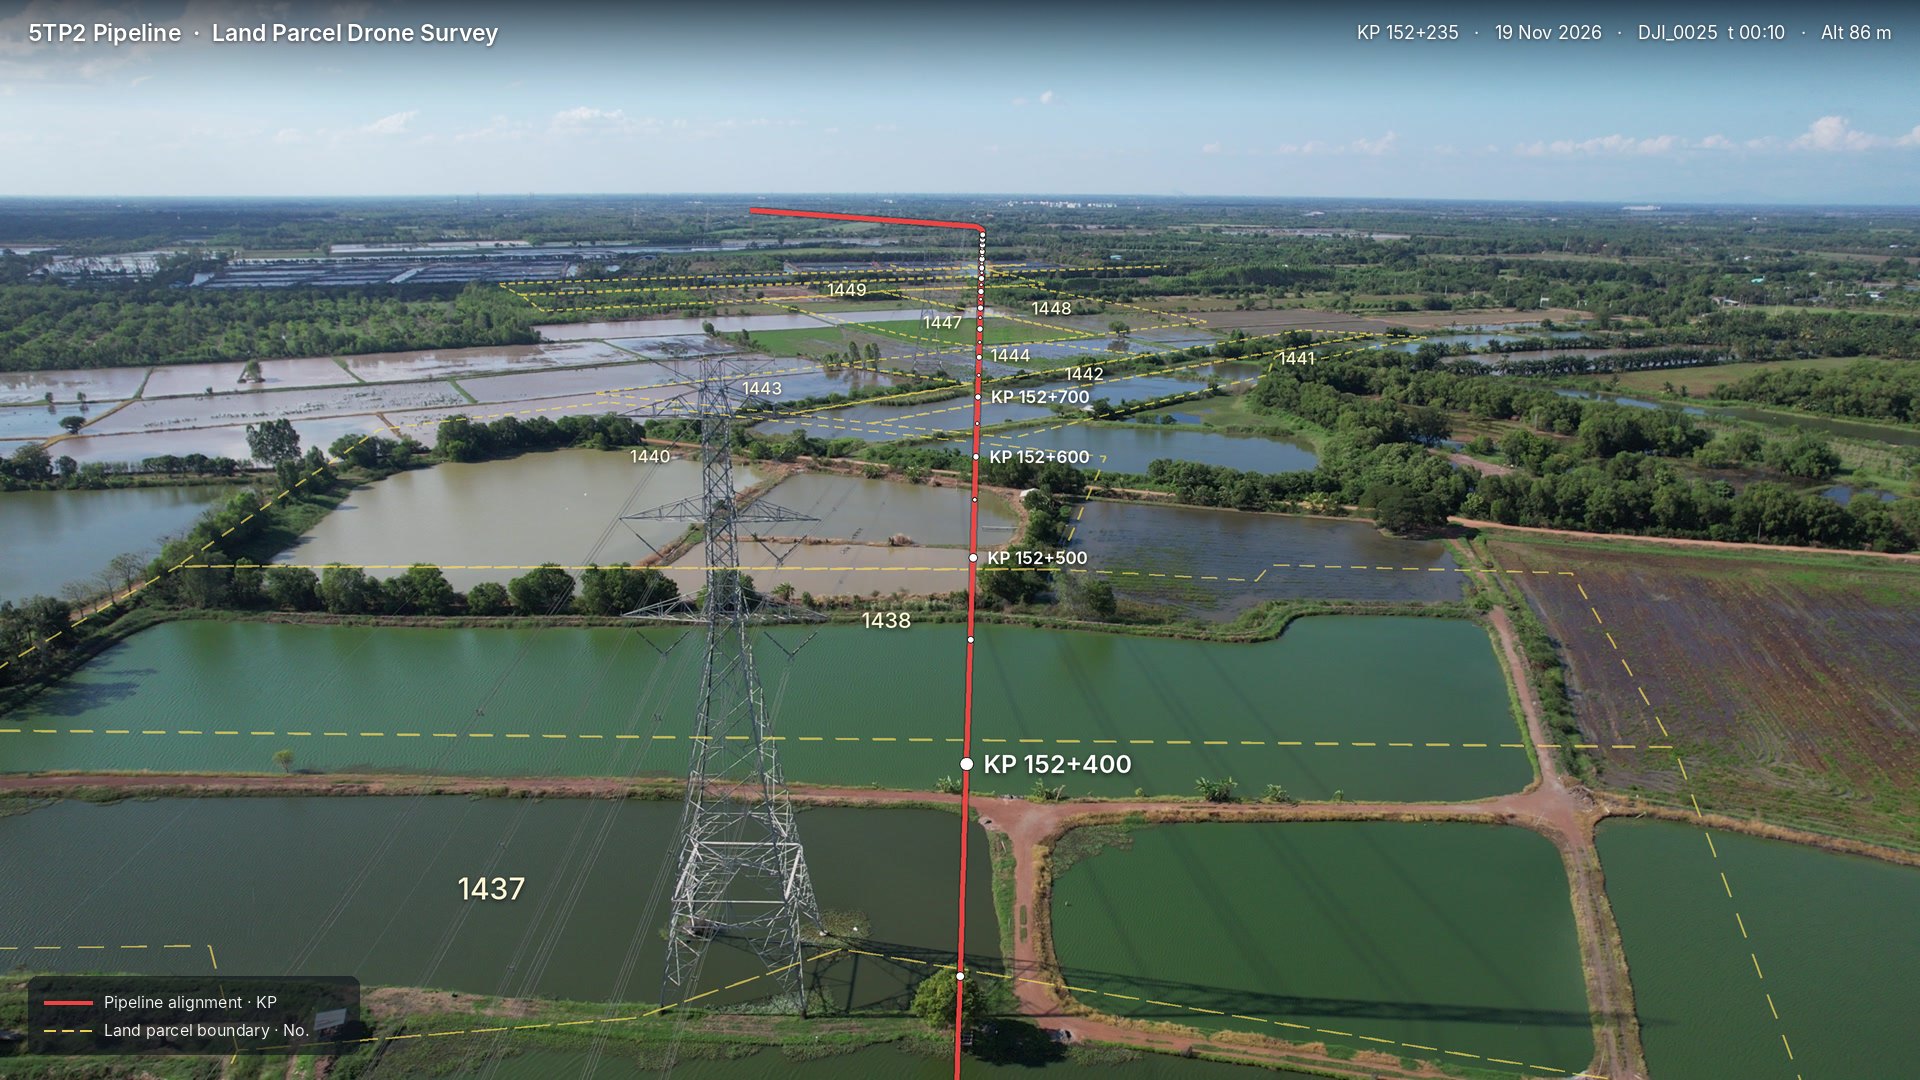 5TP2 Pipeline · Land Parcel Drone Survey
KP 152+235 · 19 Nov 2026 · DJI_0025 t 00:10 · Alt 86 m
1449
1448
1447
1444
1441
1442
1443
KP 152+700
1440
KP 152+600
KP 152+500
1438
KP 152+400
1437
Pipeline alignment · KP
Land parcel boundary · No.